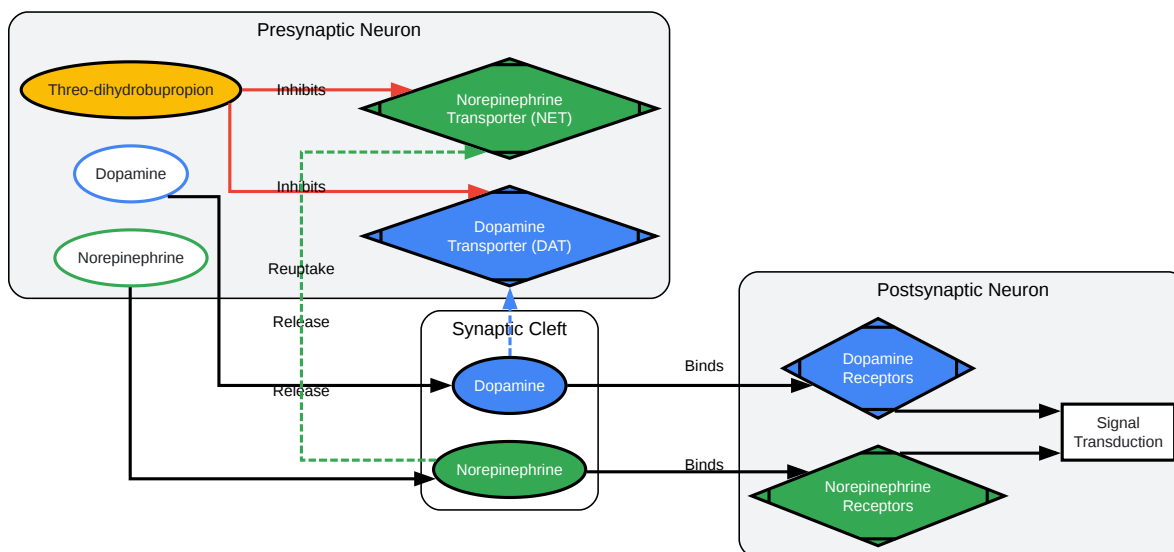 Presynaptic Neuron
Threo-dihydrobupropion
Inhibits
Norepinephrine
Transporter (NET)
Dopamine
Inhibits
Dopamine
Transporter (DAT)
Norepinephrine
Reuptake
Release
Release
Synaptic Cleft
Dopamine
Norepinephrine
Binds
Binds
Postsynaptic Neuron
Dopamine
Receptors
Signal
Transduction
Norepinephrine
Receptors